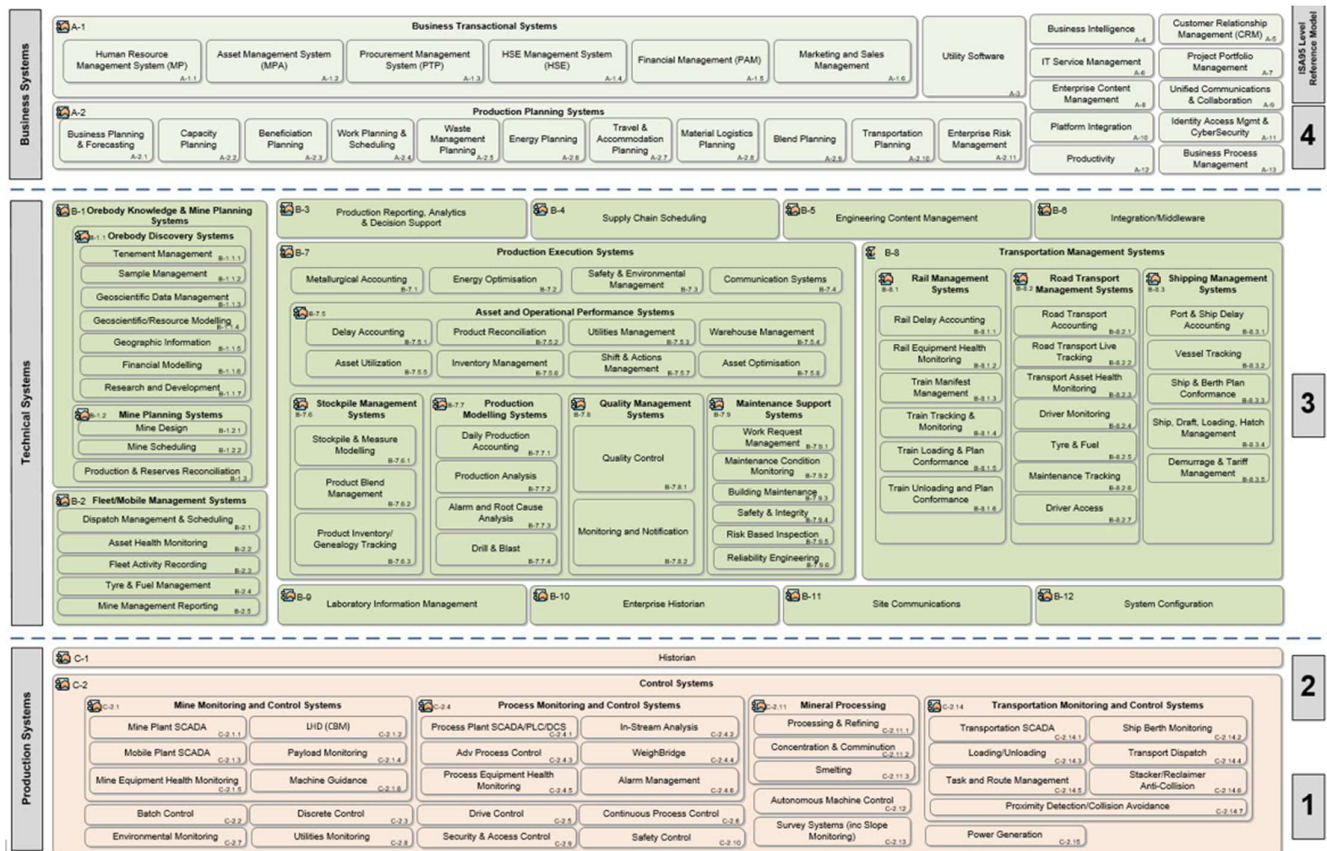 Business Systems
A-1
Business Transactional Systems
Human Resource
Management System (MP)
A-1.1
Asset Management System
(MPA)
A-1.2
Procurement Management
System (PTP)
A-1.3
HSE Management System
(HSE)
A-1.4
Financial Management (PAM)
A-1.5
Marketing and Sales
Management
A-1.6
Utility Software
A-3
Business Intelligence
A-4
Customer Relationship
Management (CRM)
A-5
IT Service Management
A-6
Project Portfolio
Management
A-7
Enterprise Content
Management
A-8
Unified Communications
& Collaboration
A-9
Platform Integration
A-10
Identity Access Mgmt &
CyberSecurity
A-11
Productivity
A-12
Business Process
Management
A-13
ISA95 Level
Reference Model
4
A-2
Production Planning Systems
Business Planning
& Forecasting
A-2.1
Capacity
Planning
A-2.2
Beneficiation
Planning
A-2.3
Work Planning &
Scheduling
A-2.4
Waste
Management
Planning
A-2.5
Energy Planning
A-2.6
Travel &
Accommodation
Planning
A-2.7
Material Logistics
Planning
A-2.8
Blend Planning
A-2.9
Transportation
Planning
A-2.10
Enterprise Risk
Management
A-2.11
Technical Systems
B-1
Orebody Knowledge & Mine Planning
Systems
B-1.1
Orebody Discovery Systems
Tenement Management
B-1.1.1
Sample Management
B-1.1.2
Geoscientific Data Management
B-1.1.3
Geoscientific/Resource Modelling
B-1.1.4
Geographic Information
B-1.1.5
Financial Modelling
B-1.1.6
Research and Development
B-1.1.7
B-1.2
Mine Planning Systems
Mine Design
B-1.2.1
Mine Scheduling
B-1.2.2
Production & Reserves Reconciliation
B-1.3
B-2
Fleet/Mobile Management Systems
Dispatch Management & Scheduling
B-2.1
Asset Health Monitoring
B-2.2
Fleet Activity Recording
B-2.3
Tyre & Fuel Management
B-2.4
Mine Management Reporting
B-2.5
B-3
Production Reporting, Analytics
& Decision Support
B-4
Supply Chain Scheduling
B-5
Engineering Content Management
B-6
Integration/Middleware
B-7
Production Execution Systems
Metallurgical Accounting
B-7.1
Energy Optimisation
B-7.2
Safety & Environmental
Management
B-7.3
Communication Systems
B-7.4
B-7.5
Asset and Operational Performance Systems
Delay Accounting
B-7.5.1
Product Reconciliation
B-7.5.2
Utilities Management
B-7.5.3
Warehouse Management
B-7.5.4
Asset Utilization
B-7.5.5
Inventory Management
B-7.5.6
Shift & Actions
Management
B-7.5.7
Asset Optimisation
B-7.5.8
B-7.6
Stockpile Management
Systems
Stockpile & Measure
Modelling
B-7.6.1
Product Blend
Management
B-7.6.2
Product Inventory/
Genealogy Tracking
B-7.6.3
B-7.7
Production
Modelling Systems
Daily Production
Accounting
B-7.7.1
Production Analysis
B-7.7.2
Alarm and Root Cause
Analysis
B-7.7.3
Drill & Blast
B-7.7.4
B-7.8
Quality Management
Systems
Quality Control
B-7.8.1
Monitoring and Notification
B-7.8.2
B-7.9
Maintenance Support
Systems
Work Request
Management
B-7.9.1
Maintenance Condition
Monitoring
B-7.9.2
Building Maintenance
B-7.9.3
Safety & Integrity
B-7.9.4
Risk Based Inspection
B-7.9.5
Reliability Engineering
B-7.9.6
B-8
Transportation Management Systems
B-8.1
Rail Management
Systems
Rail Delay Accounting
B-8.1.1
Rail Equipment Health
Monitoring
B-8.1.2
Train Manifest
Management
B-8.1.3
Train Tracking &
Monitoring
B-8.1.4
Train Loading & Plan
Conformance
B-8.1.5
Train Unloading and Plan
Conformance
B-8.1.6
B-8.2
Road Transport
Management Systems
Road Transport
Accounting
B-8.2.1
Road Transport Live
Tracking
B-8.2.2
Transport Asset Health
Monitoring
B-8.2.3
Driver Monitoring
B-8.2.4
Tyre & Fuel
B-8.2.5
Maintenance Tracking
B-8.2.6
Driver Access
B-8.2.7
B-8.3
Shipping Management
Systems
Port & Ship Delay
Accounting
B-8.3.1
Vessel Tracking
B-8.3.2
Ship & Berth Plan
Conformance
B-8.3.3
Ship, Draft, Loading, Hatch
Management
B-8.3.4
Demurrage & Tariff
Management
B-8.3.5
3
B-9
Laboratory Information Management
B-10
Enterprise Historian
B-11
Site Communications
B-12
System Configuration
Production Systems
C-1
Historian
C-2
Control Systems
C-2.1
Mine Monitoring and Control Systems
Mine Plant SCADA
C-2.1.1
LHD (CBM)
C-2.1.2
Mobile Plant SCADA
C-2.1.3
Payload Monitoring
C-2.1.4
Mine Equipment Health Monitoring
C-2.1.5
Machine Guidance
C-2.1.6
Batch Control
C-2.2
Discrete Control
C-2.3
Environmental Monitoring
C-2.7
Utilities Monitoring
C-2.8
C-2.4
Process Monitoring and Control Systems
Process Plant SCADA/PLC/DCS
C-2.4.1
In-Stream Analysis
C-2.4.2
Adv Process Control
C-2.4.3
WeighBridge
C-2.4.4
Process Equipment Health
Monitoring
C-2.4.5
Alarm Management
C-2.4.6
Drive Control
C-2.5
Continuous Process Control
C-2.6
Security & Access Control
C-2.9
Safety Control
C-2.10
C-2.11
Mineral Processing
Processing & Refining
C-2.11.1
Concentration & Comminution
C-2.11.2
Smelting
C-2.11.3
Autonomous Machine Control
C-2.12
Survey Systems (inc Slope
Monitoring)
C-2.13
C-2.14
Transportation Monitoring and Control Systems
Transportation SCADA
C-2.14.1
Ship Berth Monitoring
C-2.14.2
Loading/Unloading
C-2.14.3
Transport Dispatch
C-2.14.4
Task and Route Management
C-2.14.5
Stacker/Reclaimer
Anti-Collision
C-2.14.6
Proximity Detection/Collision Avoidance
C-2.14.7
Power Generation
C-2.15
2
1